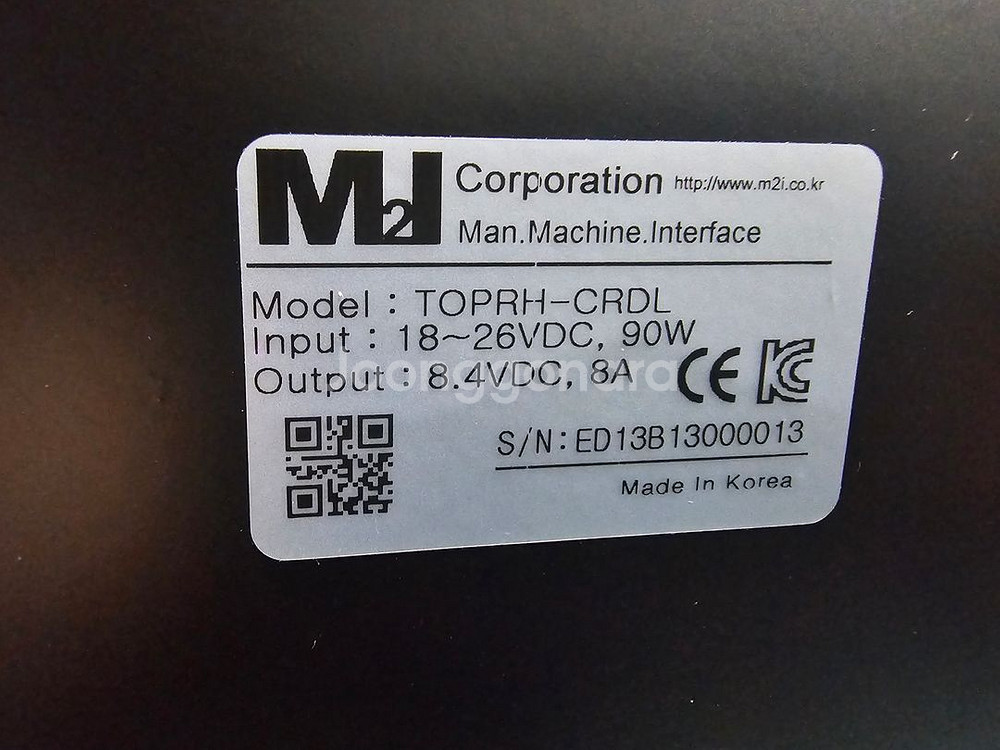 M2I Corporation http://www.m2i.co.kr
Man.Machine.Interface
Model : TOPRH-CRDL
Input : 18~26VDC, 90W
Output : 8.4VDC, 8A CE
S/N : ED13B13000013
Made In Korea